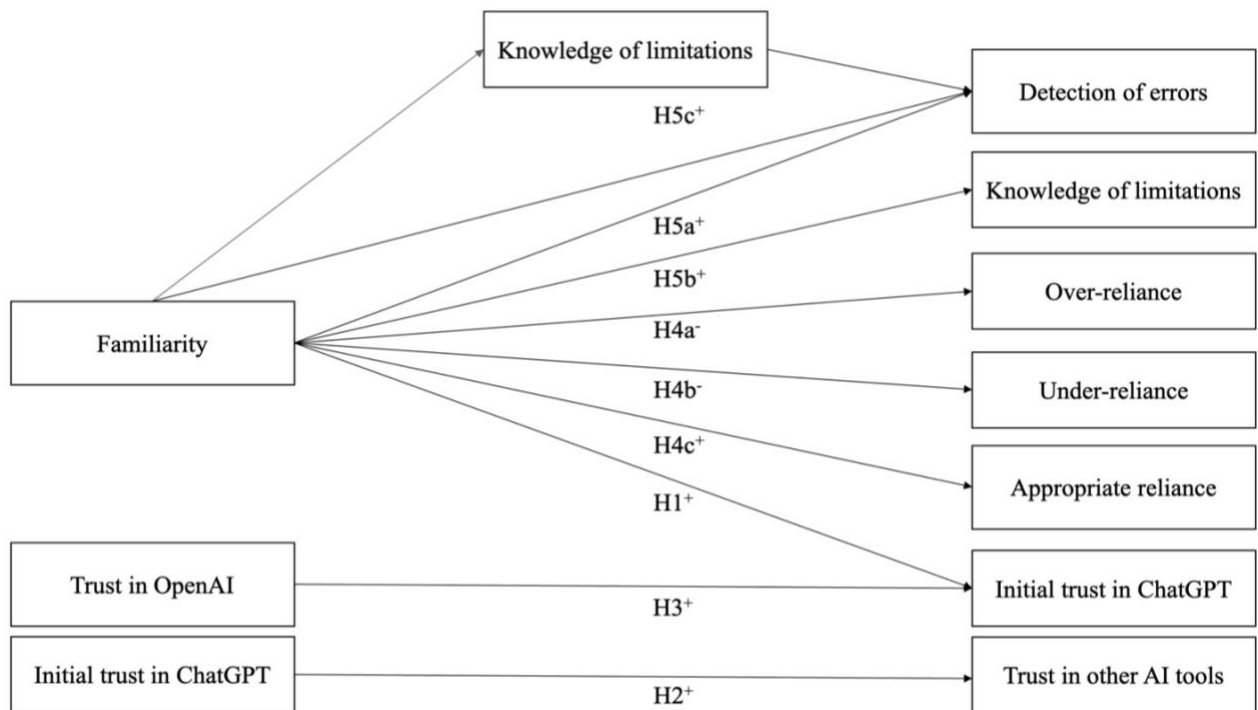 Knowledge of limitations
Detection of errors
H5c⁺
Knowledge of limitations
H5a⁺
H5b⁺
Over-reliance
H4a⁻
Familiarity
H4b⁻
Under-reliance
H4c⁺
Appropriate reliance
H1⁺
Trust in OpenAI
H3⁺
Initial trust in ChatGPT
Initial trust in ChatGPT
H2⁺
Trust in other AI tools